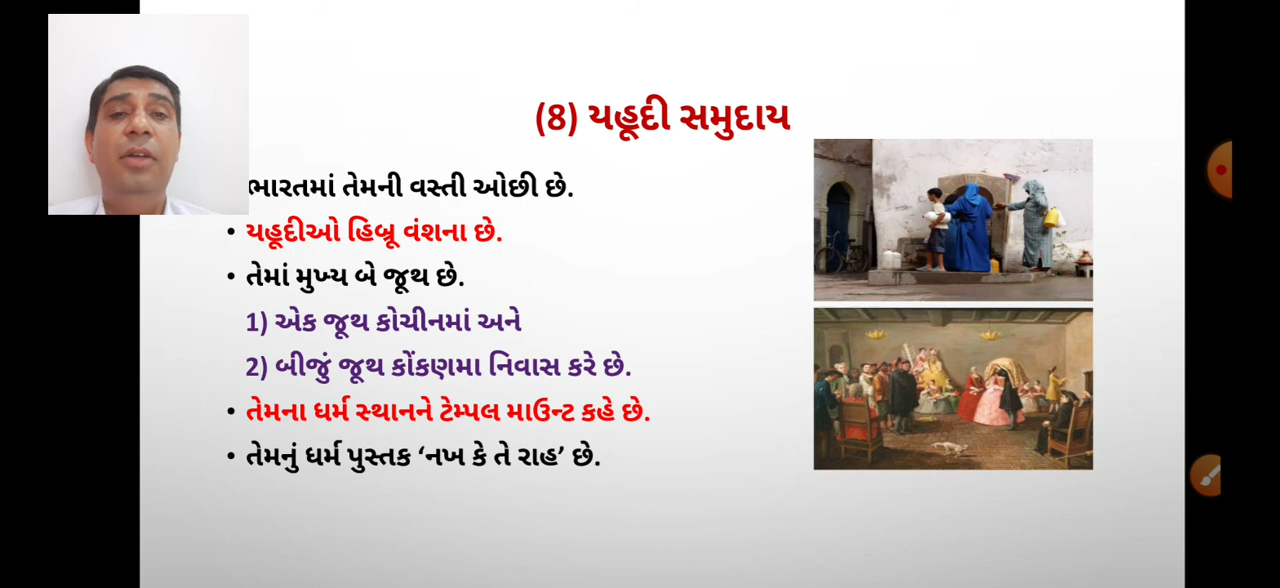 (8) યહૂદી સમુદાય
ભારતમાં તેમની વસ્તી ઓછી છે.
• યહૂદીઓ હિબ્રૂ વંશના છે.
• તેમાં મુખ્ય બે જૂથ છે.
1) એક જૂથ કોચીનમાં અને
2) બીજું જૂથ કોંકણમા નિવાસ કરે છે.
• તેમના ધર્મ સ્થાનને ટેમ્પલ માઉન્ટ કહે છે.
• તેમનું ધર્મ પુસ્તક ‘નખ કે તે રાહ’ છે.